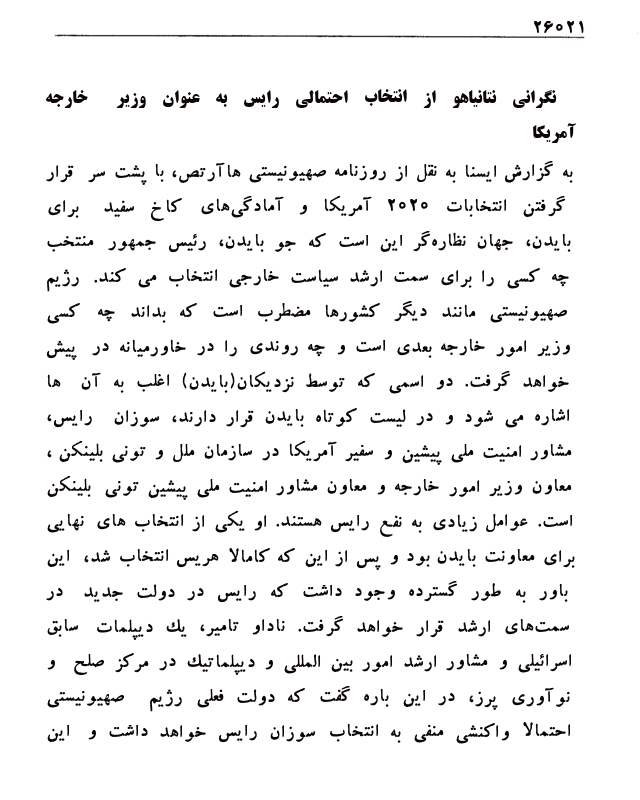 ۲۶۰۲۱
نگرانی نتانیاهو از انتخاب احتمالی رایس به عنوان وزیر خارجه
آمریکا
به گزارش ایسنا به نقل از روزنامه صهیونیستی هاآرتص، با پشت سر قرار
گرفتن انتخابات ۲۰۲۰ آمریکا و آمادگی‌های کاخ سفید برای
بایدن، جهان نظاره‌گر این است که جو بایدن، رئیس جمهور منتخب
چه کسی را برای سمت ارشد سیاست خارجی انتخاب می کند. رژیم
صهیونیستی مانند دیگر کشورها مضطرب است که بداند چه کسی
وزیر امور خارجه بعدی است و چه روندی را در خاورمیانه در پیش
خواهد گرفت. دو اسمی که توسط نزدیکان(بایدن) اغلب به آن ها
اشاره می شود و در لیست کوتاه بایدن قرار دارند، سوزان رایس،
مشاور امنیت ملی پیشین و سفیر آمریکا در سازمان ملل و تونی بلینکن ،
معاون وزیر امور خارجه و معاون مشاور امنیت ملی پیشین تونی بلینکن
است. عوامل زیادی به نفع رایس هستند. او یکی از انتخاب های نهایی
برای معاونت بایدن بود و پس از این که کامالا هریس انتخاب شد، این
باور به طور گسترده وجود داشت که رایس در دولت جدید در
سمت‌های ارشد قرار خواهد گرفت. ناداو تامیر، یك دیپلمات سابق
اسرائیلی و مشاور ارشد امور بین المللی و دیپلماتیك در مرکز صلح و
نوآوری پرز، در این باره گفت که دولت فعلی رژیم صهیونیستی
احتمالا واکنشی منفی به انتخاب سوزان رایس خواهد داشت و این